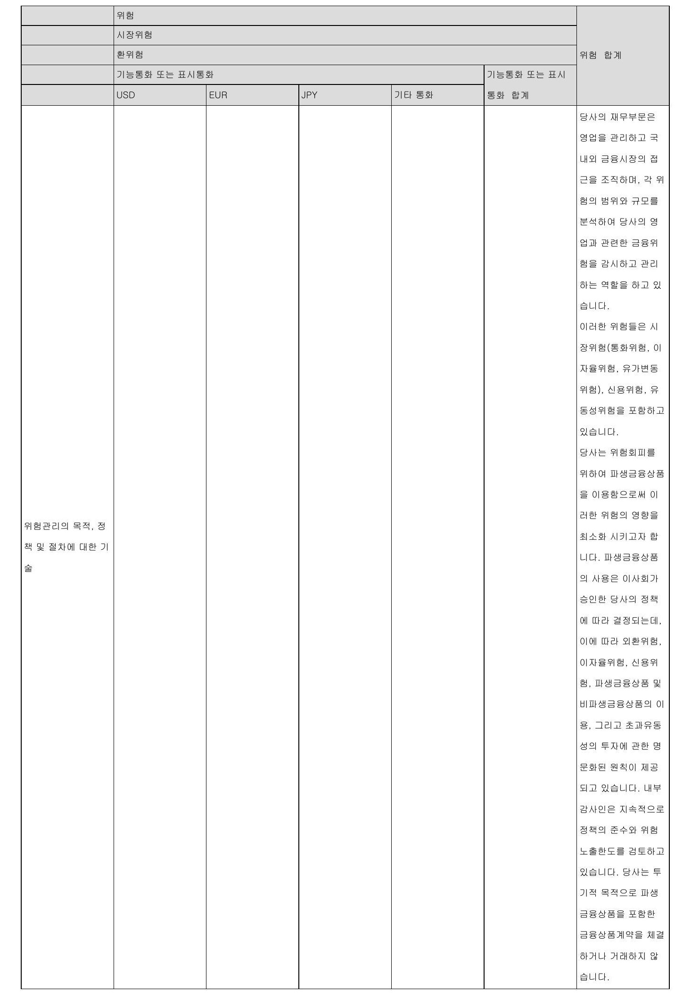 위험
시장위험
환위험
위험 합계
기능통화 또는 표시통화
기능통화 또는 표시
통화 합계
USD
EUR
JPY
기타 통화
위험관리의 목적, 정
책 및 절차에 대한 기
술
당사의 재무부문은
영업을 관리하고 국
내외 금융시장의 접
근을 조직하며, 각 위
험의 범위와 규모를
분석하여 당사의 영
업과 관련한 금융위
험을 감시하고 관리
하는 역할을 하고 있
습니다.
이러한 위험들은 시
장위험(통화위험, 이
자율위험, 유가변동
위험), 신용위험, 유
동성위험을 포함하고
있습니다.
당사는 위험회피를
위하여 파생금융상품
을 이용함으로써 이
러한 위험의 영향을
최소화 시키고자 합
니다. 파생금융상품
의 사용은 이사회가
승인한 당사의 정책
에 따라 결정되는데,
이에 따라 외환위험,
이자율위험, 신용위
험, 파생금융상품 및
비파생금융상품의 이
용, 그리고 초과유동
성의 투자에 관한 명
문화된 원칙이 제공
되고 있습니다. 내부
감사인은 지속적으로
정책의 준수와 위험
노출한도를 검토하고
있습니다. 당사는 투
기적 목적으로 파생
금융상품을 포함한
금융상품계약을 체결
하거나 거래하지 않
습니다.